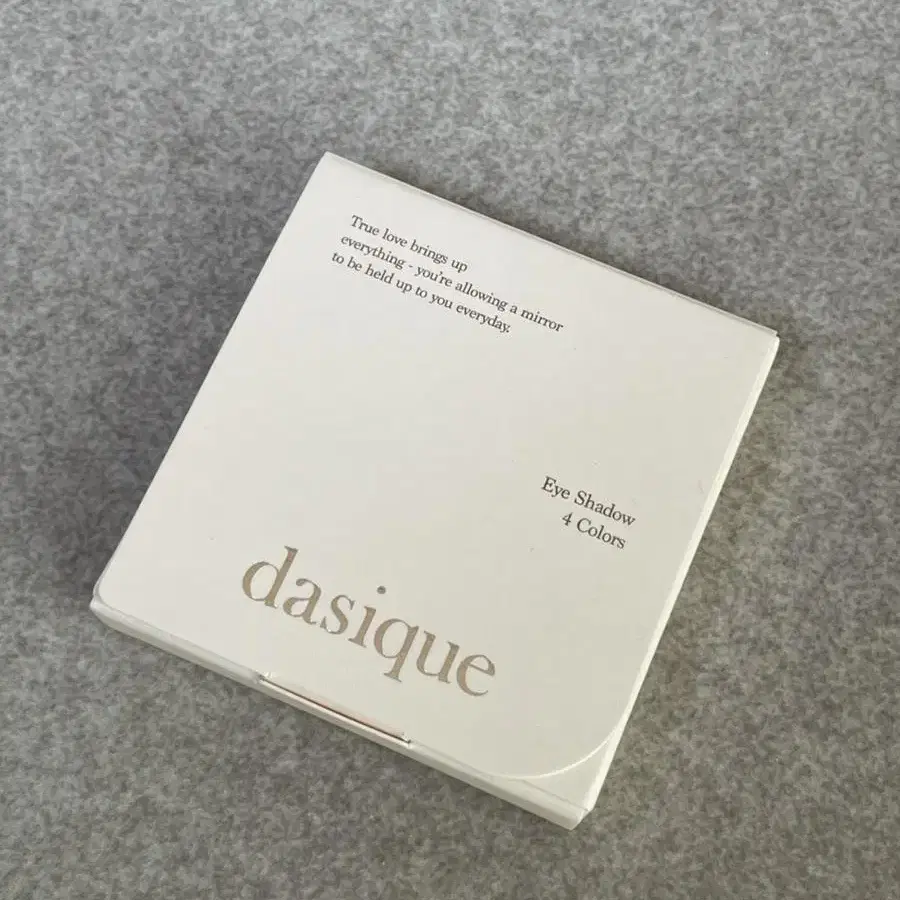 True love brings up
everything - you're allowing a mirror
to be held up to you everyday.
Eye Shadow
4 Colors
dasique